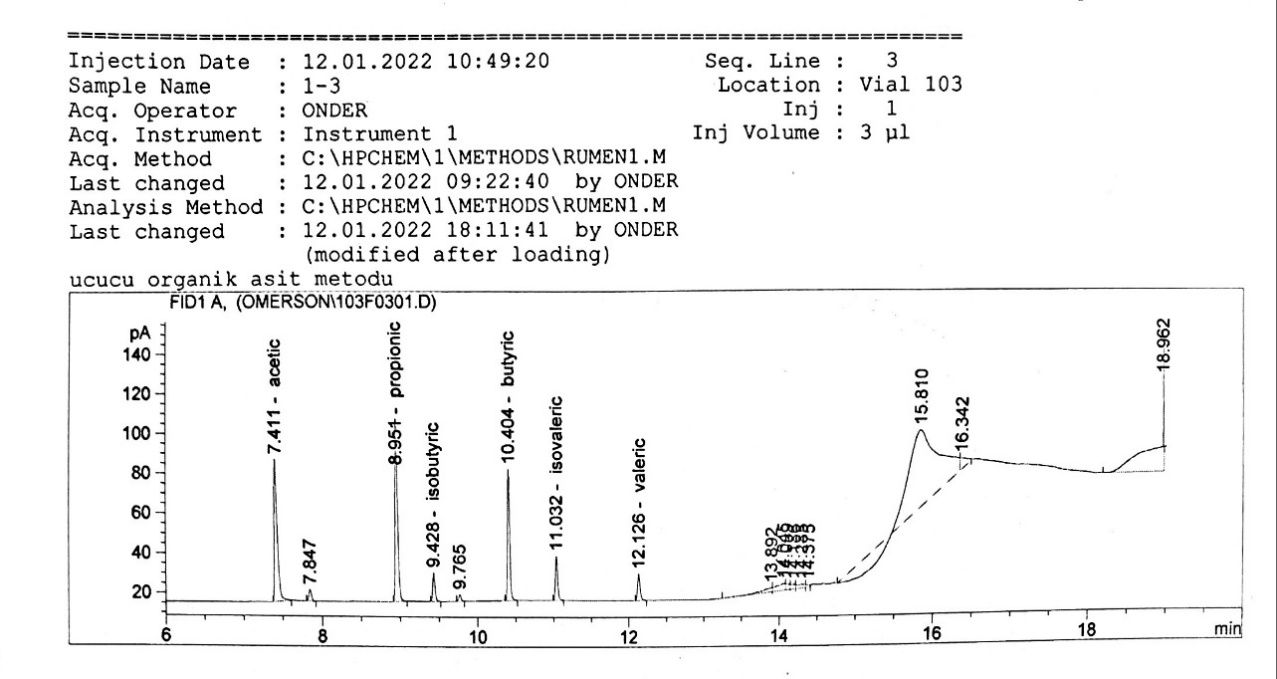 ==========================================================================
Injection Date : 12.01.2022 10:49:20 Seq. Line : 3
Sample Name : 1-3 Location : Vial 103
Acq. Operator : ONDER Inj : 1
Acq. Instrument : Instrument 1 Inj Volume : 3 µl
Acq. Method : C:\HPCHEM\1\METHODS\RUMEN1.M
Last changed : 12.01.2022 09:22:40 by ONDER
Analysis Method : C:\HPCHEM\1\METHODS\RUMEN1.M
Last changed : 12.01.2022 18:11:41 by ONDER
(modified after loading)
ucucu organik asit metodu
FID1 A, (OMERSON\103F0301.D)
pA
140
120
100
80
60
40
20
7.411 - acetic
7.847
8.951 - propionic
9.428 - isobutyric
9.765
10.404 - butyric
11.032 - isovaleric
12.126 - valeric
13.892
14.375
15.810
16.342
18.962
6 8 10 12 14 16 18 min